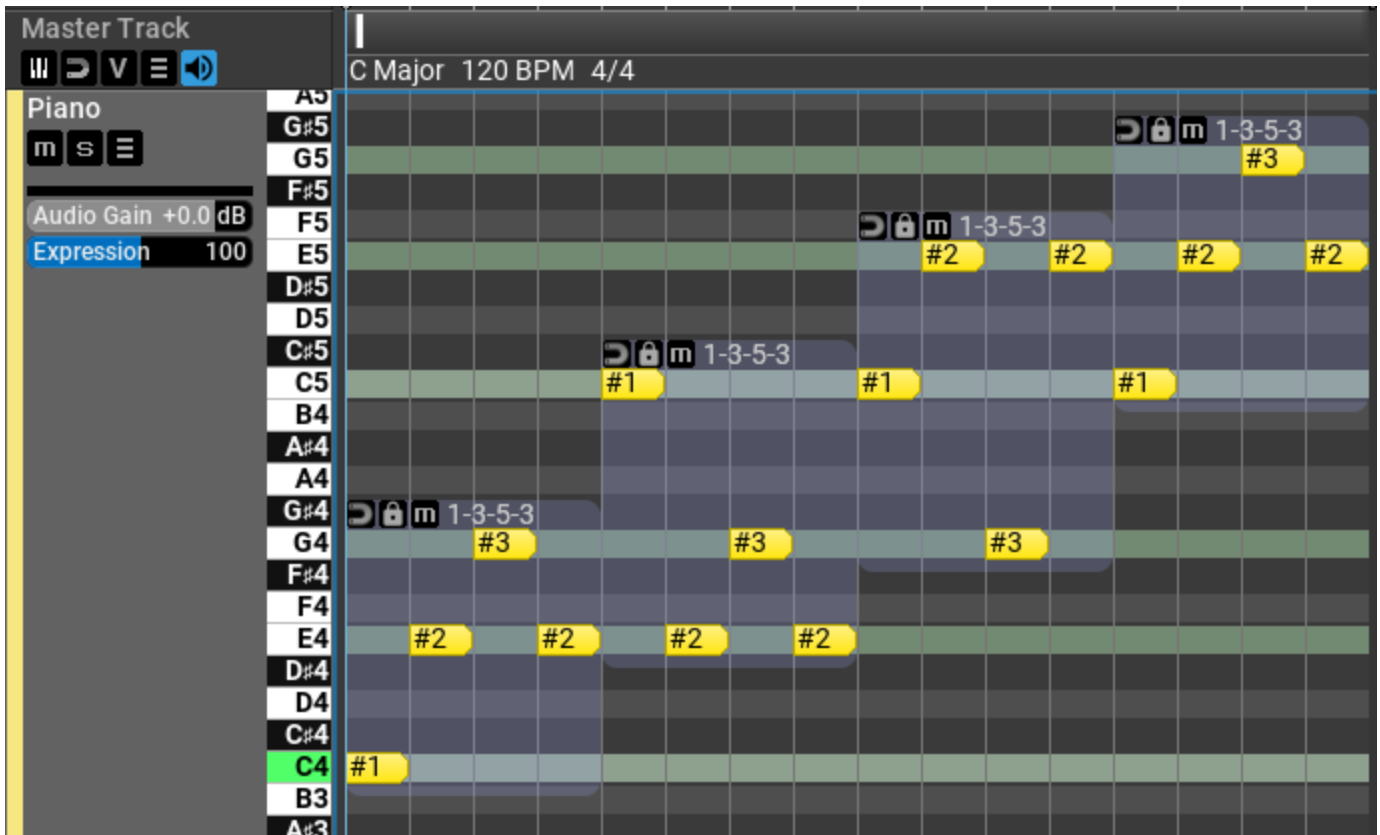 Master Track
V
C Major 120 BPM 4/4
Piano
m s
Audio Gain +0.0 dB
Expression 100
A5
G♯5 m 1-3-5-3
G5 #3
F♯5
F5 m 1-3-5-3
E5 #2 #2 #2 #2
D♯5
D5
C♯5 m 1-3-5-3
C5 #1 #1 #1
B4
A♯4
A4
G♯4 m 1-3-5-3
G4 #3 #3 #3
F♯4
F4
E4 #2 #2 #2 #2
D♯4
D4
C♯4
C4 #1
B3
A♯3